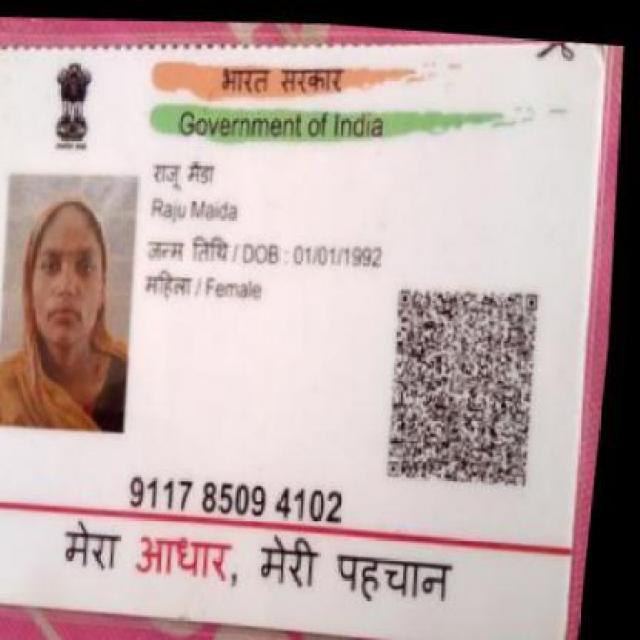 भारत सरकार
Government of India
राजू मैडा
Raju Maida
जन्म तिथि / DOB : 01/01/1992
महिला / Female
9117 8509 4102
मेरा आधार, मेरी पहचान